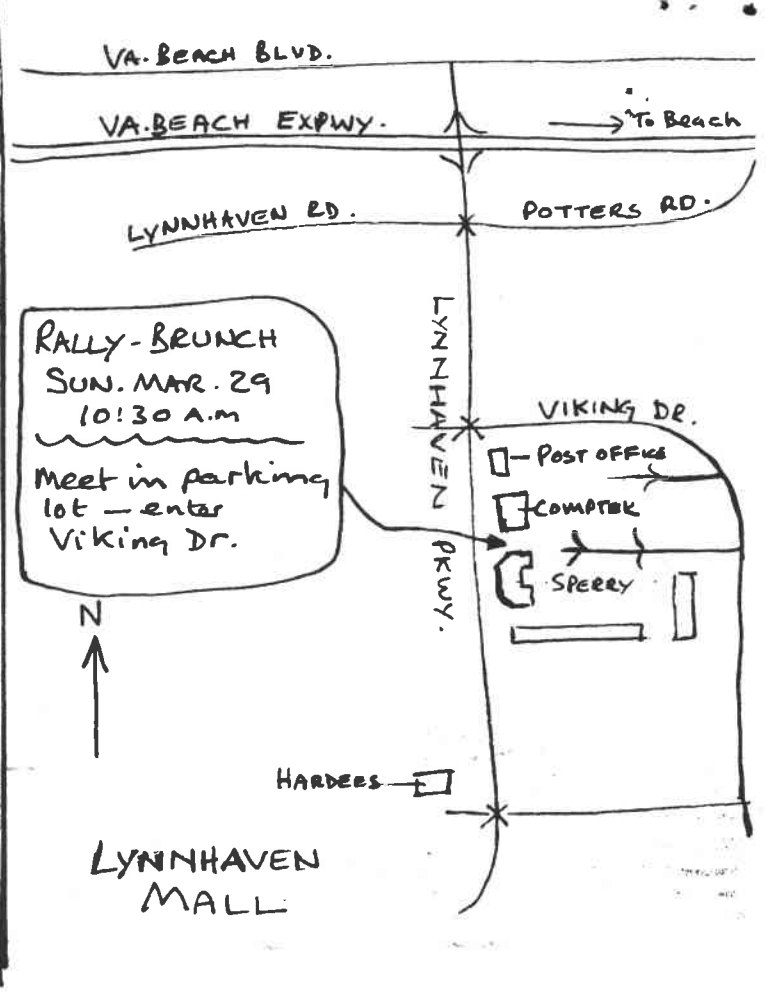 VA. BEACH BLVD.
VA. BEACH EXPWY.
To Beach
LYNNHAVEN RD.
POTTERS RD.
LYNNHAVEN PKWY.
RALLY-BRUNCH
SUN. MAR. 29
10:30 A.M
Meet in parking
lot — enter
Viking Dr.
VIKING DR.
POST OFFICE
COMPTEK
SPERRY
N
HARDEES
LYNNHAVEN
MALL